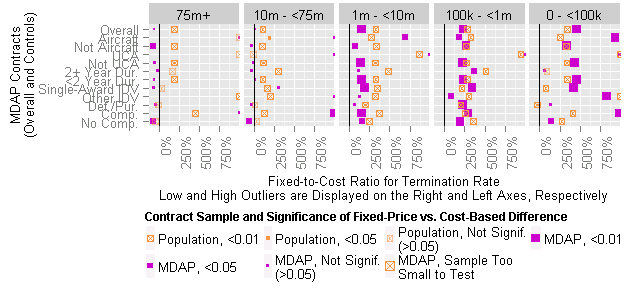 75m+ 10m - <75m 1m - <10m 100k - <1m 0 - <100k
MDAP Contracts
(Overall and Controls)
Overall
Aircraft
Not Aircraft
UCA
Not UCA
2+ Year Dur.
<2 Year Dur.
Single-Award IDV
Other IDV
Def/Pur.
Comp.
No Comp.
0% 250% 500% 750% 0% 250% 500% 750% 0% 250% 500% 750% 0% 250% 500% 750% 0% 250% 500% 750%
Fixed-to-Cost Ratio for Termination Rate
Low and High Outliers are Displayed on the Right and Left Axes, Respectively
Contract Sample and Significance of Fixed-Price vs. Cost-Based Difference
Population, <0.01 Population, <0.05 Population, Not Signif. (>0.05) MDAP, <0.01
MDAP, <0.05 MDAP, Not Signif. (>0.05) MDAP, Sample Too Small to Test